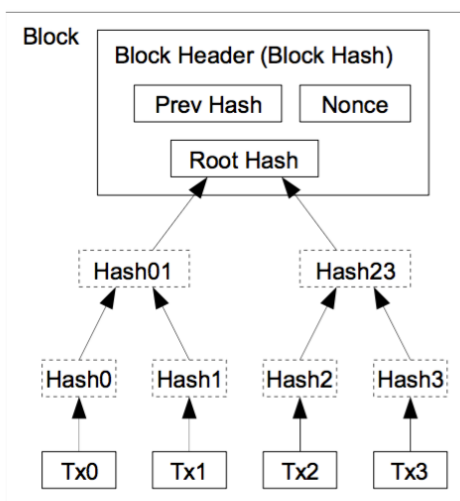 Block
Block Header (Block Hash)
Prev Hash Nonce
Root Hash
Hash01 Hash23
Hash0 Hash1 Hash2 Hash3
Tx0 Tx1 Tx2 Tx3